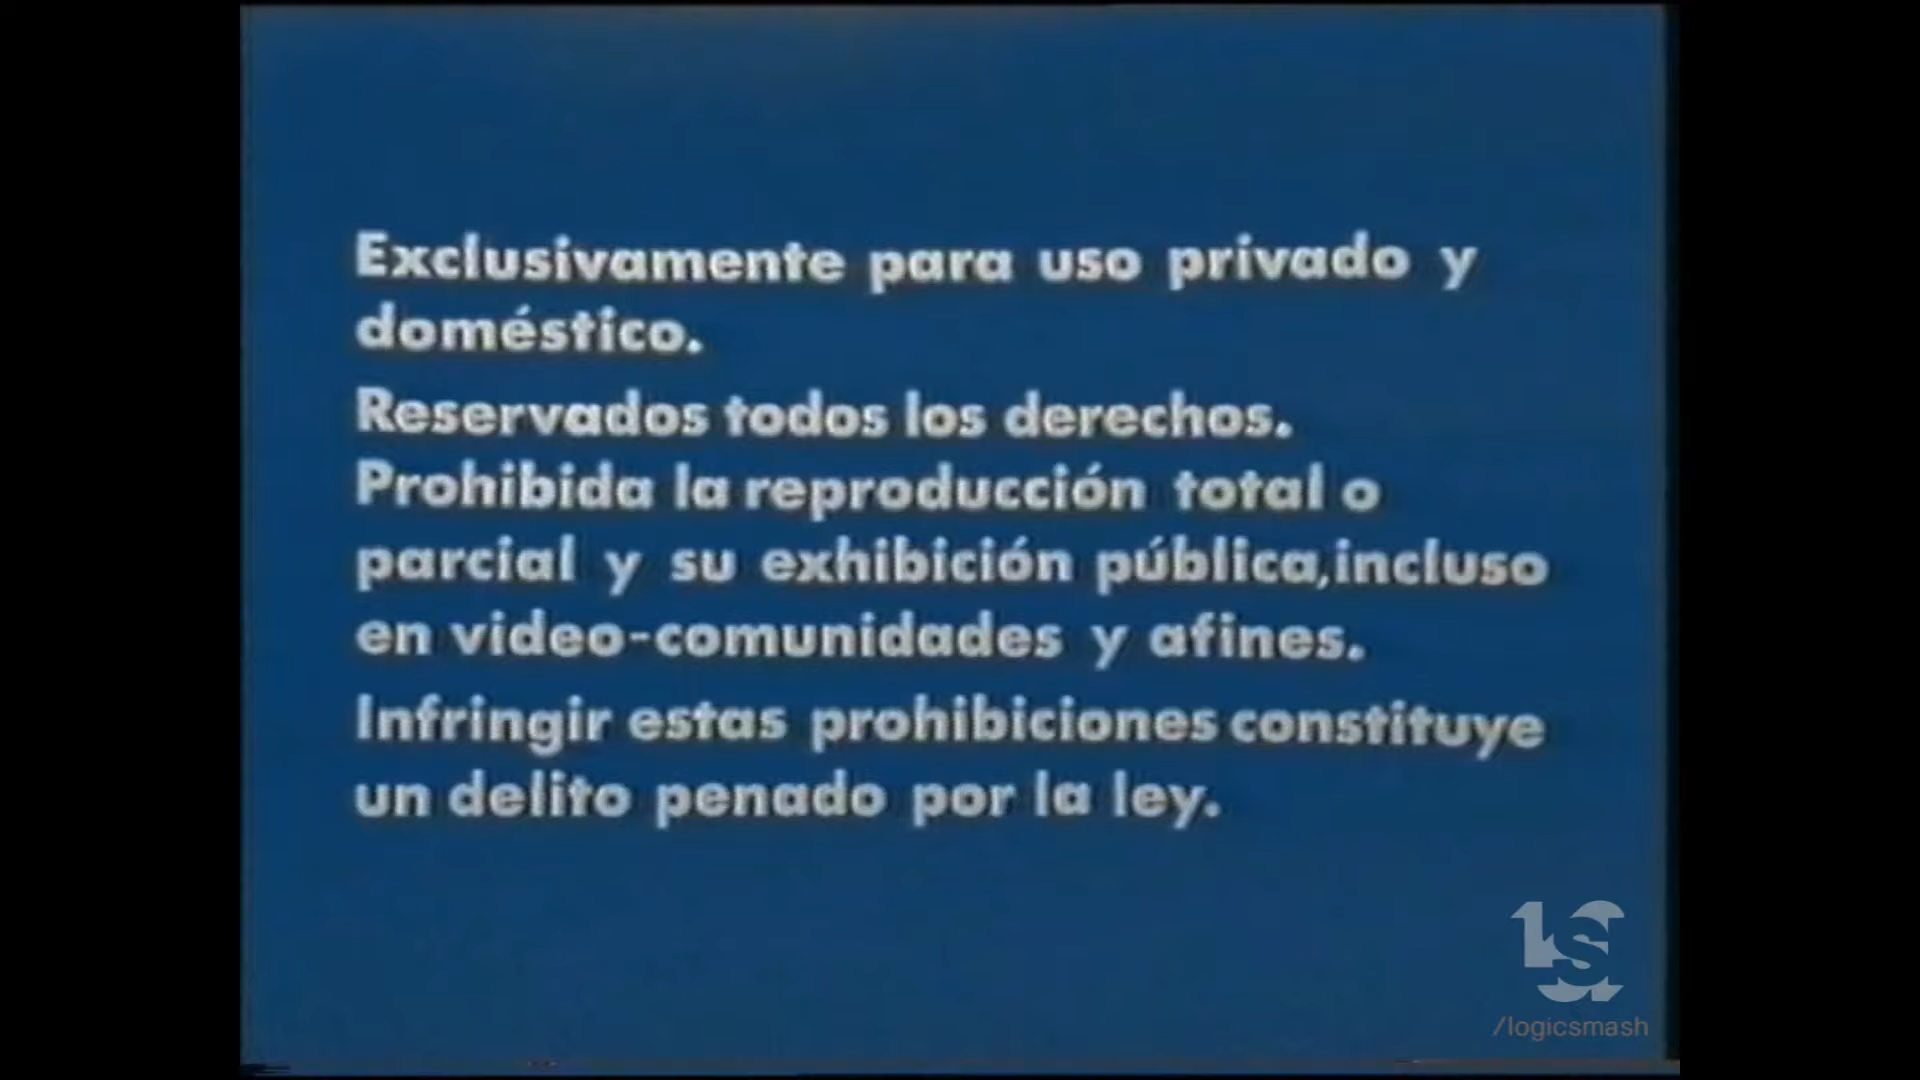 Exclusivamente para uso privado y
doméstico.
Reservados todos los derechos.
Prohibida la reproducción total o
parcial y su exhibición pública,incluso
en video-comunidades y afines.
Infringir estas prohibiciones constituye
un delito penado por la ley.
LS
/logicsmash